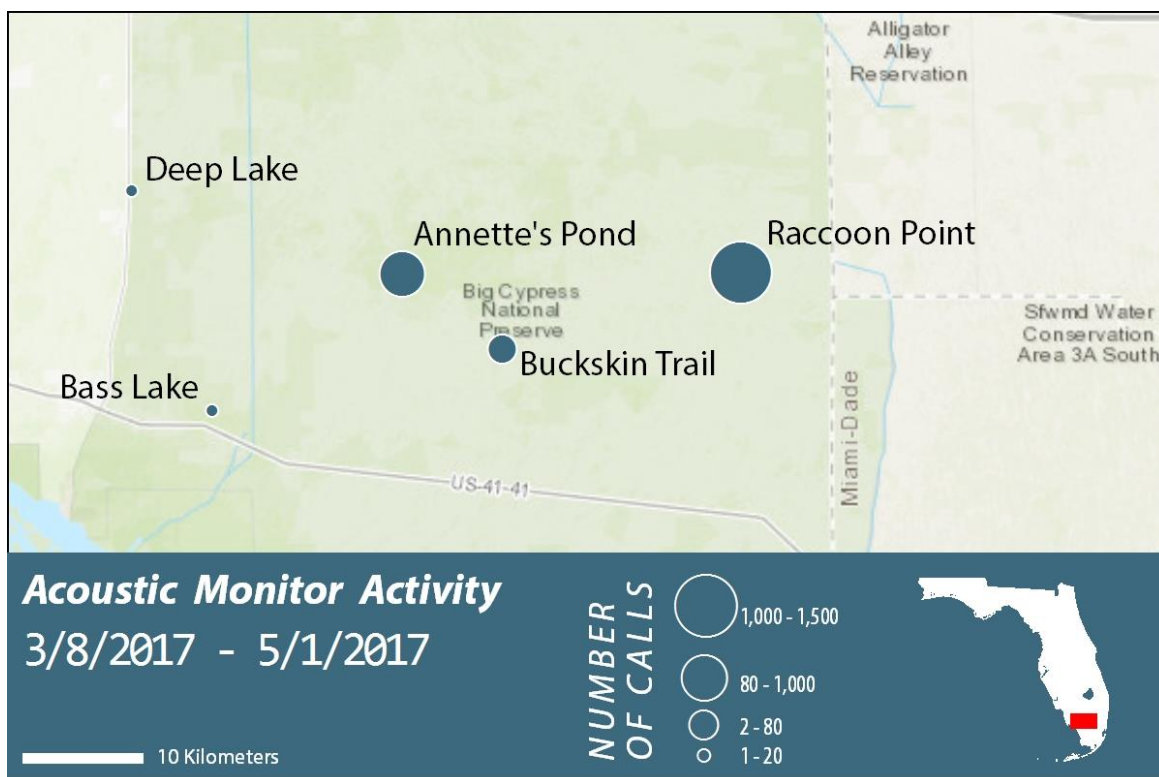 Alligator
Alley
Reservation
Deep Lake
Annette's Pond
Raccoon Point
Big Cypress
National
Preserve
Sfwmd Water
Conservation
Area 3A South
Buckskin Trail
Bass Lake
Miami-Dade
US-41-41
Acoustic Monitor Activity
3/8/2017 - 5/1/2017
10 Kilometers
NUMBER
OF CALLS
1,000 - 1,500
80 - 1,000
2 - 80
1 - 20